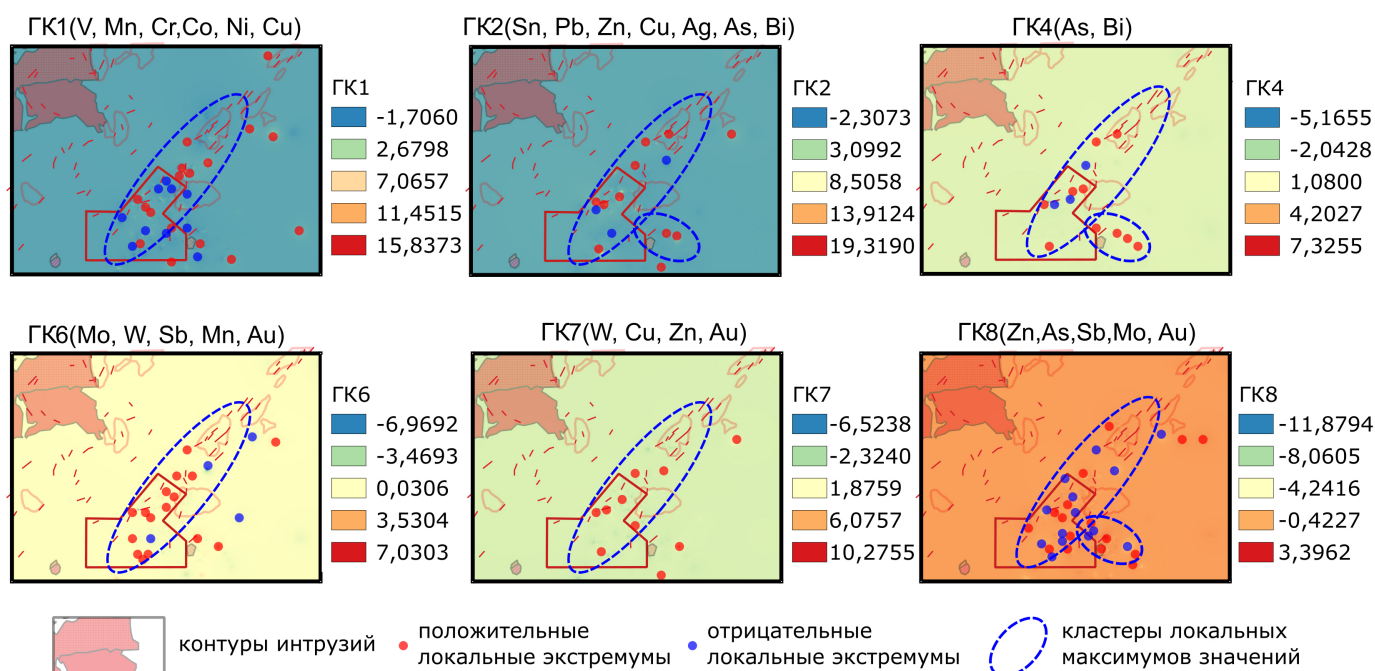 ГК1(V, Mn, Cr,Co, Ni, Cu)
ГК1
-1,7060
2,6798
7,0657
11,4515
15,8373
ГК2(Sn, Pb, Zn, Cu, Ag, As, Bi)
ГК2
-2,3073
3,0992
8,5058
13,9124
19,3190
ГК4(As, Bi)
ГК4
-5,1655
-2,0428
1,0800
4,2027
7,3255
ГК6(Mo, W, Sb, Mn, Au)
ГК6
-6,9692
-3,4693
0,0306
3,5304
7,0303
ГК7(W, Cu, Zn, Au)
ГК7
-6,5238
-2,3240
1,8759
6,0757
10,2755
ГК8(Zn,As,Sb,Mo, Au)
ГК8
-11,8794
-8,0605
-4,2416
-0,4227
3,3962
контуры интрузий
положительные
локальные экстремумы
отрицательные
локальные экстремумы
кластеры локальных
максимумов значений